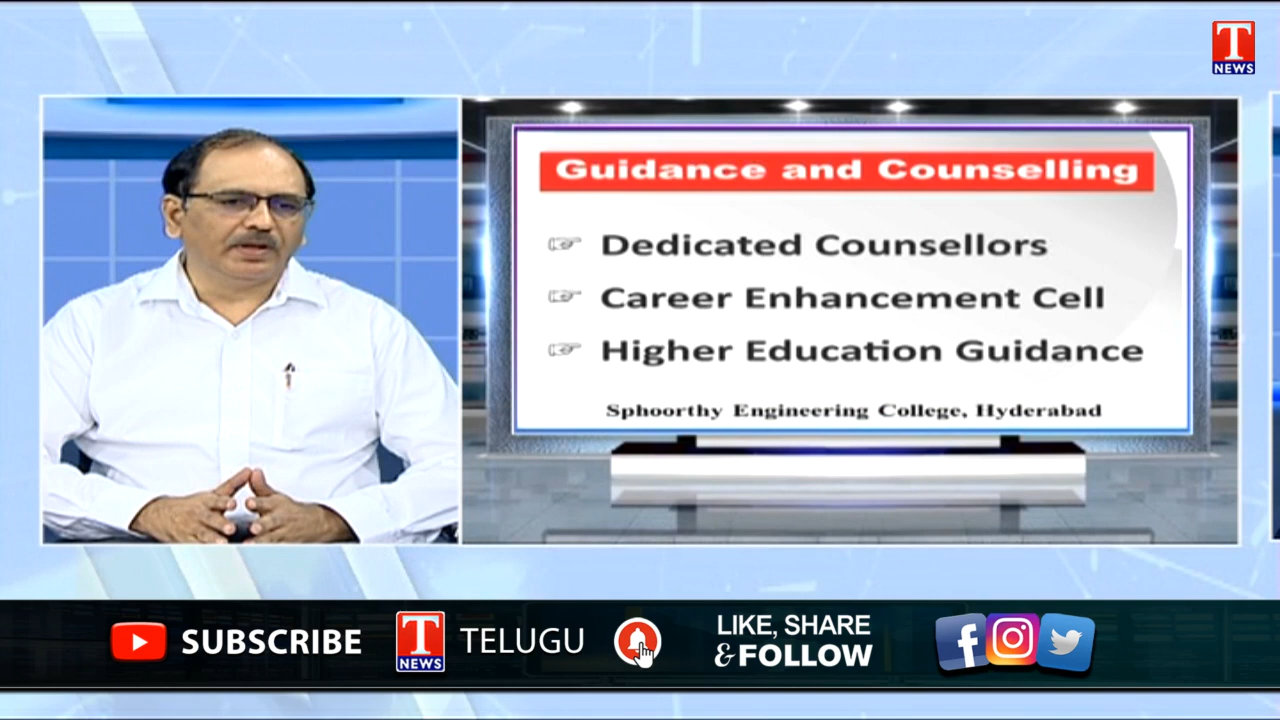 T
NEWS
Guidance and Counselling
☞ Dedicated Counsellors
☞ Career Enhancement Cell
☞ Higher Education Guidance
Sphoorthy Engineering College, Hyderabad
SUBSCRIBE
T
NEWS
TELUGU
LIKE, SHARE
& FOLLOW